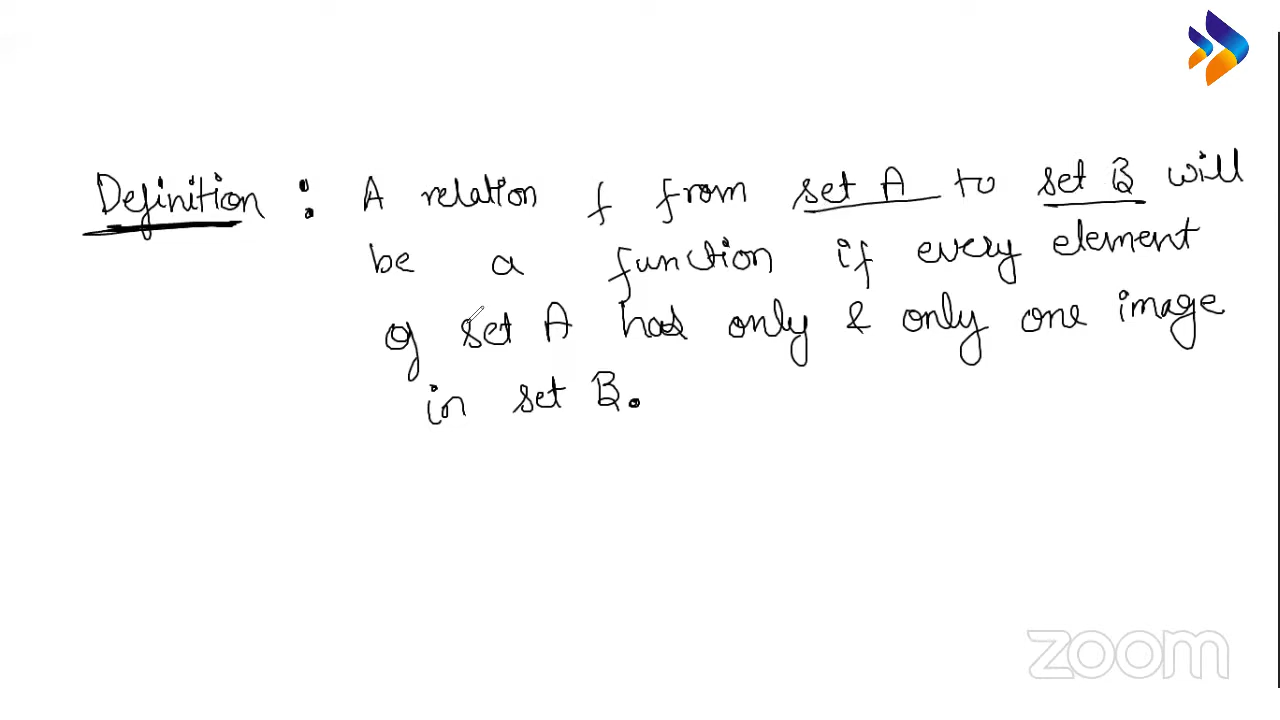 Definition : A relation f from set A to set B will
be a function if every element
of set A has only & only one image
in set B.
zoom